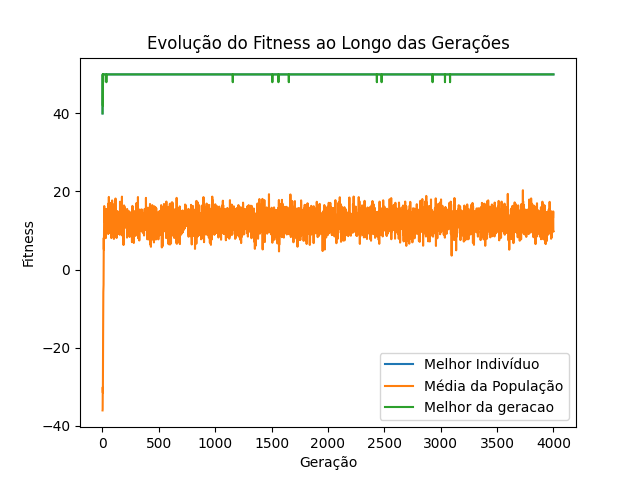 Evolução do Fitness ao Longo das Gerações
Fitness
40
20
0
−20
−40
0 500 1000 1500 2000 2500 3000 3500 4000
Geração
Melhor Indivíduo
Média da População
Melhor da geracao